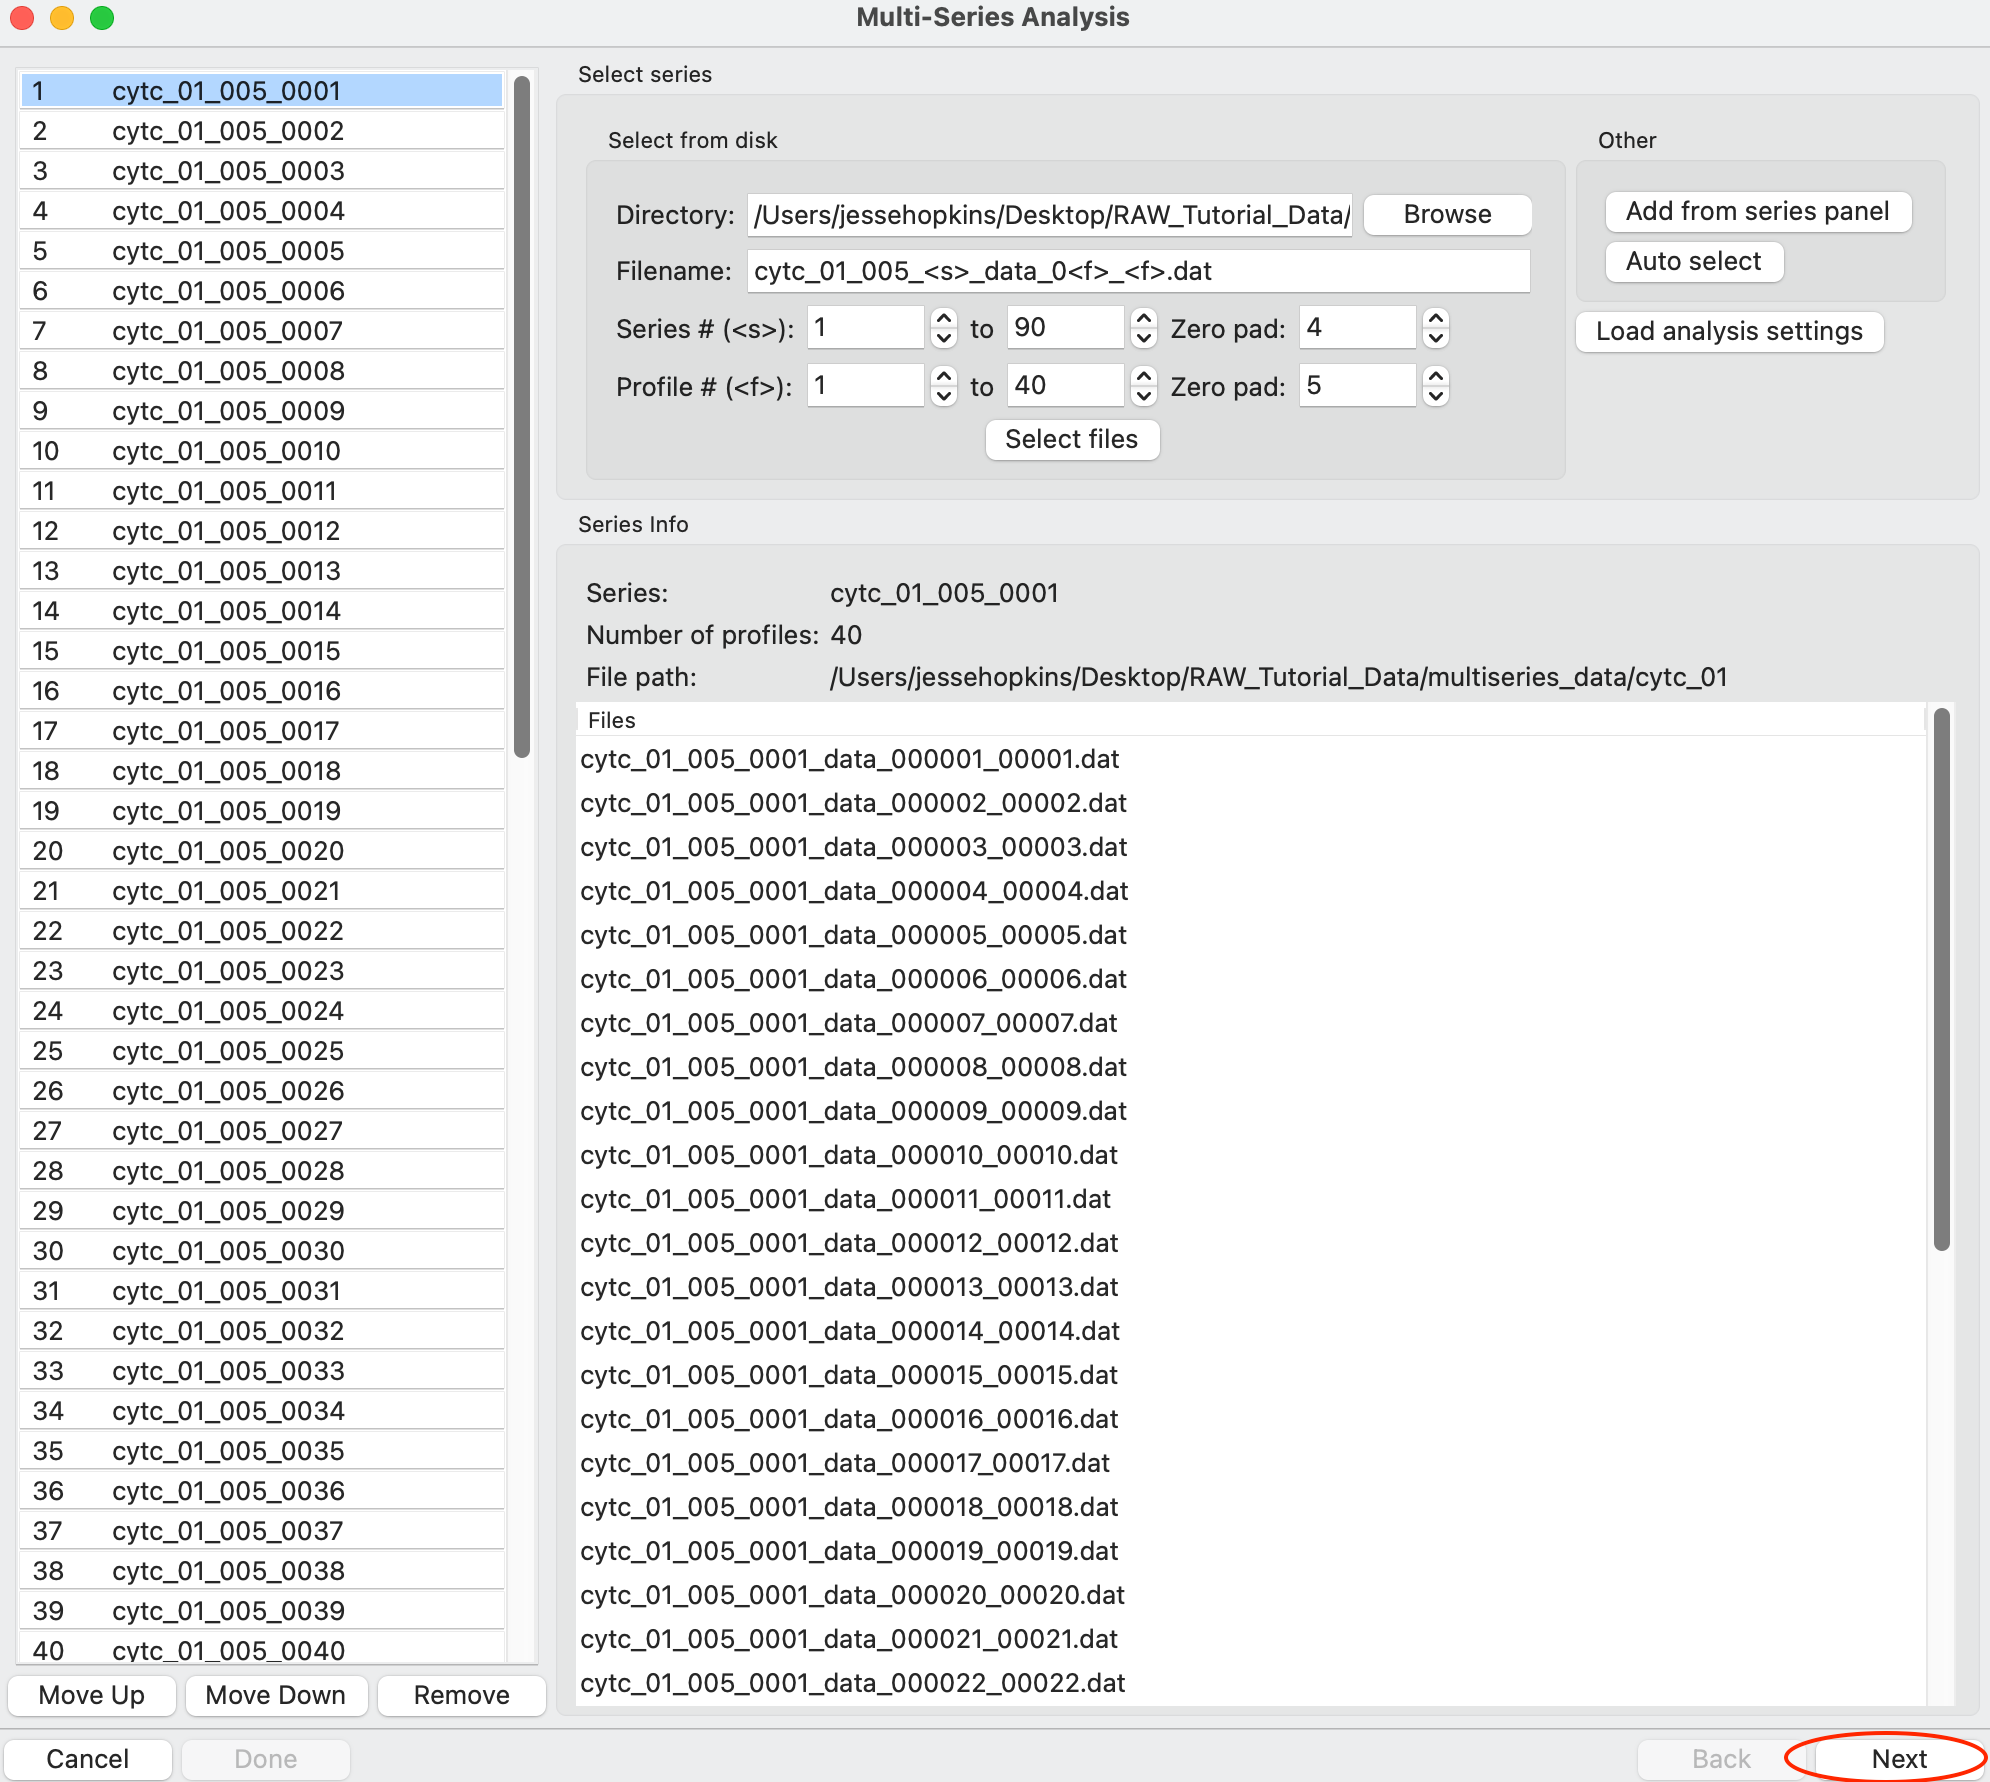 Multi-Series Analysis
1 cytc_01_005_0001
2 cytc_01_005_0002
3 cytc_01_005_0003
4 cytc_01_005_0004
5 cytc_01_005_0005
6 cytc_01_005_0006
7 cytc_01_005_0007
8 cytc_01_005_0008
9 cytc_01_005_0009
10 cytc_01_005_0010
11 cytc_01_005_0011
12 cytc_01_005_0012
13 cytc_01_005_0013
14 cytc_01_005_0014
15 cytc_01_005_0015
16 cytc_01_005_0016
17 cytc_01_005_0017
18 cytc_01_005_0018
19 cytc_01_005_0019
20 cytc_01_005_0020
21 cytc_01_005_0021
22 cytc_01_005_0022
23 cytc_01_005_0023
24 cytc_01_005_0024
25 cytc_01_005_0025
26 cytc_01_005_0026
27 cytc_01_005_0027
28 cytc_01_005_0028
29 cytc_01_005_0029
30 cytc_01_005_0030
31 cytc_01_005_0031
32 cytc_01_005_0032
33 cytc_01_005_0033
34 cytc_01_005_0034
35 cytc_01_005_0035
36 cytc_01_005_0036
37 cytc_01_005_0037
38 cytc_01_005_0038
39 cytc_01_005_0039
40 cytc_01_005_0040
Move Up Move Down Remove
Select series
Select from disk
Directory: /Users/jessehopkins/Desktop/RAW_Tutorial_Data/ Browse
Filename: cytc_01_005_<s>_data_0<f>_<f>.dat
Series # (<s>): 1 to 90 Zero pad: 4
Profile # (<f>): 1 to 40 Zero pad: 5
Select files
Other
Add from series panel
Auto select
Load analysis settings
Series Info
Series: cytc_01_005_0001
Number of profiles: 40
File path: /Users/jessehopkins/Desktop/RAW_Tutorial_Data/multiseries_data/cytc_01
Files
cytc_01_005_0001_data_000001_00001.dat
cytc_01_005_0001_data_000002_00002.dat
cytc_01_005_0001_data_000003_00003.dat
cytc_01_005_0001_data_000004_00004.dat
cytc_01_005_0001_data_000005_00005.dat
cytc_01_005_0001_data_000006_00006.dat
cytc_01_005_0001_data_000007_00007.dat
cytc_01_005_0001_data_000008_00008.dat
cytc_01_005_0001_data_000009_00009.dat
cytc_01_005_0001_data_000010_00010.dat
cytc_01_005_0001_data_000011_00011.dat
cytc_01_005_0001_data_000012_00012.dat
cytc_01_005_0001_data_000013_00013.dat
cytc_01_005_0001_data_000014_00014.dat
cytc_01_005_0001_data_000015_00015.dat
cytc_01_005_0001_data_000016_00016.dat
cytc_01_005_0001_data_000017_00017.dat
cytc_01_005_0001_data_000018_00018.dat
cytc_01_005_0001_data_000019_00019.dat
cytc_01_005_0001_data_000020_00020.dat
cytc_01_005_0001_data_000021_00021.dat
cytc_01_005_0001_data_000022_00022.dat
Cancel Done Back Next